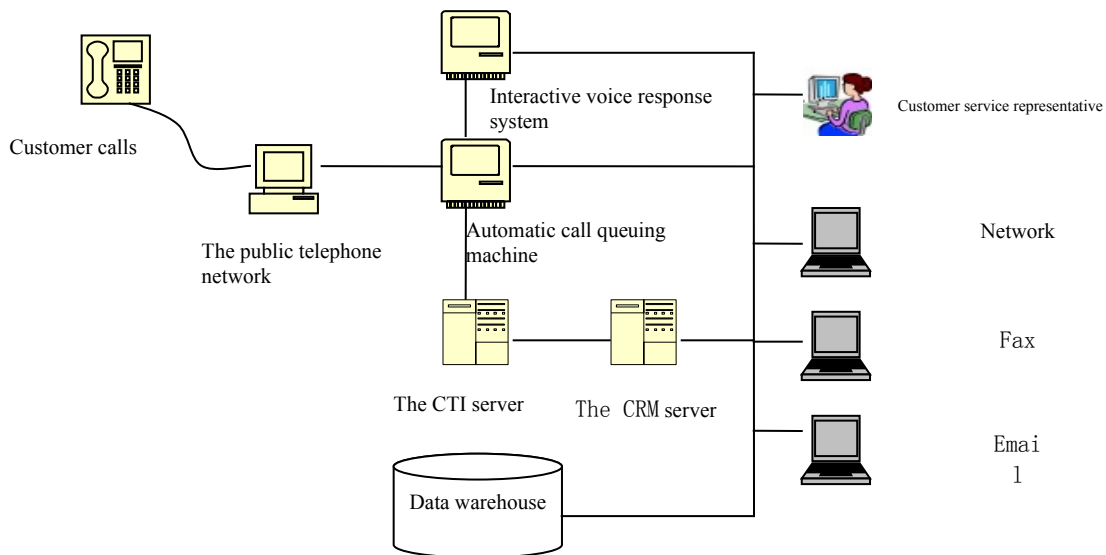 Customer calls
The public telephone
network
Interactive voice response
system
Automatic call queuing
machine
The CTI server
The CRM server
Data warehouse
Customer service representative
Network
Fax
Emai
l